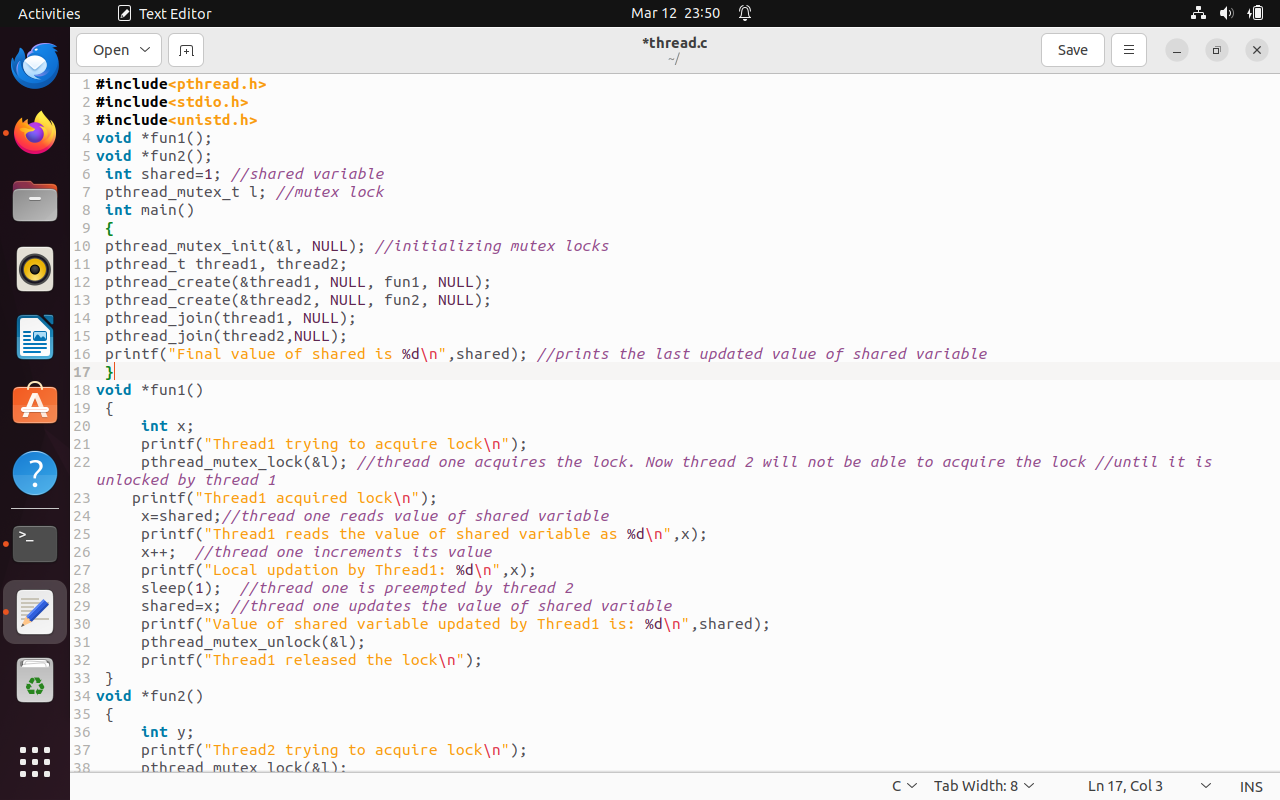 Activities
Text Editor
Mar 12 23:50
Open
*thread.c
~/
Save
1 #include<pthread.h>
2 #include<stdio.h>
3 #include<unistd.h>
4 void *fun1();
5 void *fun2();
6 int shared=1; //shared variable
7 pthread_mutex_t l; //mutex lock
8 int main()
9 {
10 pthread_mutex_init(&l, NULL); //initializing mutex locks
11 pthread_t thread1, thread2;
12 pthread_create(&thread1, NULL, fun1, NULL);
13 pthread_create(&thread2, NULL, fun2, NULL);
14 pthread_join(thread1, NULL);
15 pthread_join(thread2,NULL);
16 printf("Final value of shared is %d\n",shared); //prints the last updated value of shared variable
17 }
18 void *fun1()
19 {
20 int x;
21 printf("Thread1 trying to acquire lock\n");
22 pthread_mutex_lock(&l); //thread one acquires the lock. Now thread 2 will not be able to acquire the lock //until it is
unlocked by thread 1
23 printf("Thread1 acquired lock\n");
24 x=shared;//thread one reads value of shared variable
25 printf("Thread1 reads the value of shared variable as %d\n",x);
26 x++; //thread one increments its value
27 printf("Local updation by Thread1: %d\n",x);
28 sleep(1); //thread one is preempted by thread 2
29 shared=x; //thread one updates the value of shared variable
30 printf("Value of shared variable updated by Thread1 is: %d\n",shared);
31 pthread_mutex_unlock(&l);
32 printf("Thread1 released the lock\n");
33 }
34 void *fun2()
35 {
36 int y;
37 printf("Thread2 trying to acquire lock\n");
38 pthread_mutex_lock(&l);
C
Tab Width: 8
Ln 17, Col 3
INS